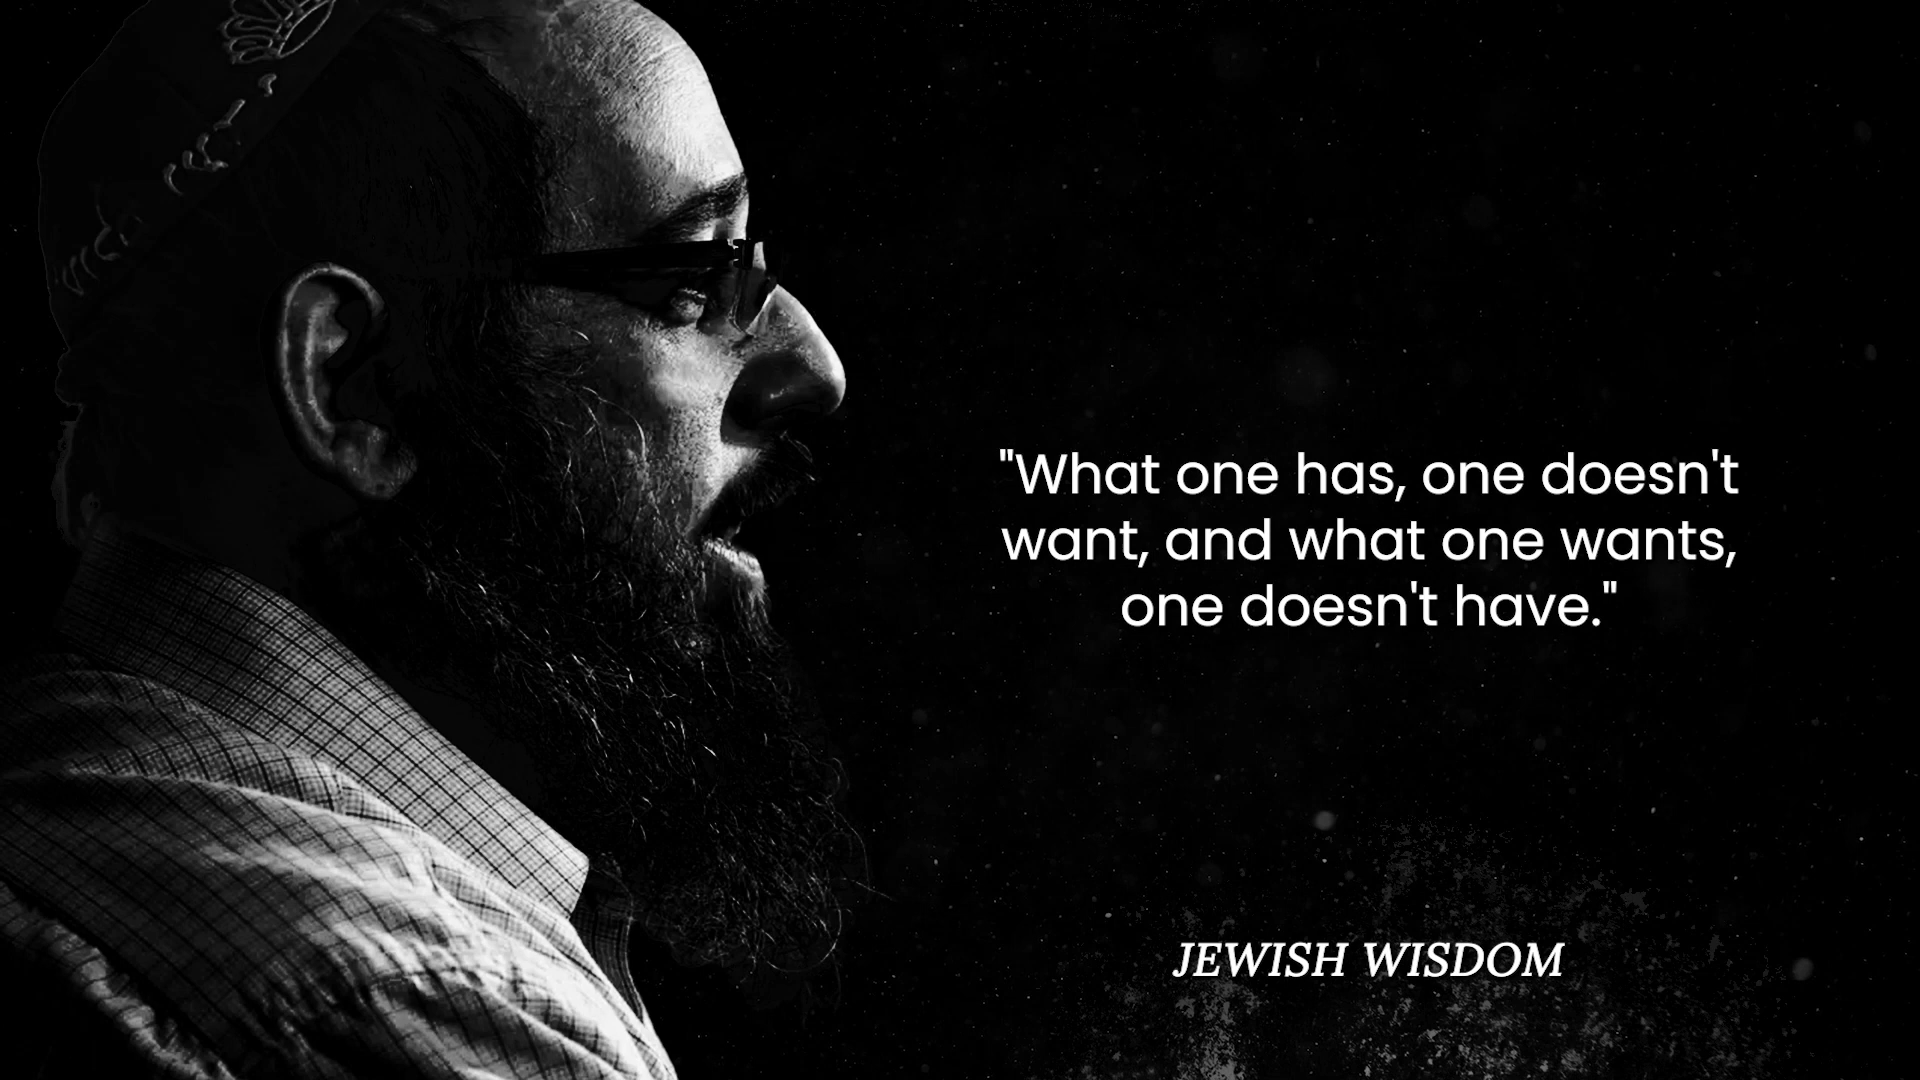 "What one has, one doesn't
want, and what one wants,
one doesn't have."
JEWISH WISDOM